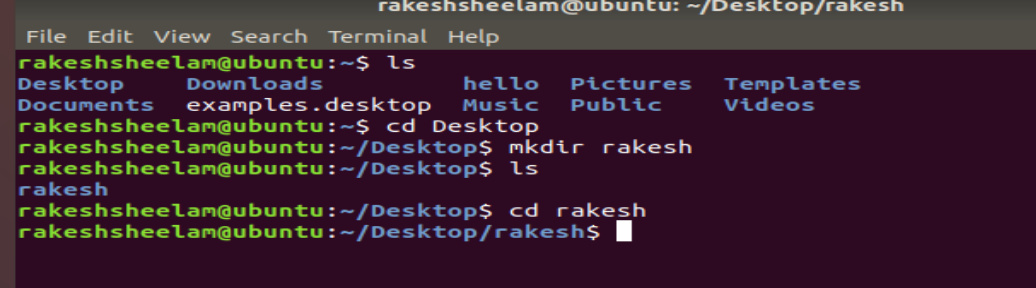 rakeshsheelam@ubuntu: ~/Desktop/rakesh
File Edit View Search Terminal Help
rakeshsheelam@ubuntu:~$ ls
Desktop Downloads hello Pictures Templates
Documents examples.desktop Music Public Videos
rakeshsheelam@ubuntu:~$ cd Desktop
rakeshsheelam@ubuntu:~/Desktop$ mkdir rakesh
rakeshsheelam@ubuntu:~/Desktop$ ls
rakesh
rakeshsheelam@ubuntu:~/Desktop$ cd rakesh
rakeshsheelam@ubuntu:~/Desktop/rakesh$